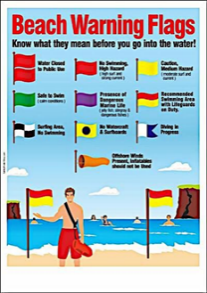 Beach Warning Flags
Know what they mean before you go into the water!
Water Closed
to Public Use
No Swimming,
High Hazard
(high surf and
strong current)
Caution,
Medium Hazard
(moderate surf and
current)
Safe to Swim
(calm conditions)
Presence of
Dangerous
Marine Life
Recommended
Swimming Area
with Lifeguards
on Duty.
Surfing Area,
No Swimming
No Watercraft
& Surfboards
Diving in
Progress
Offshore Winds
Present, Inflatables
should not be Used